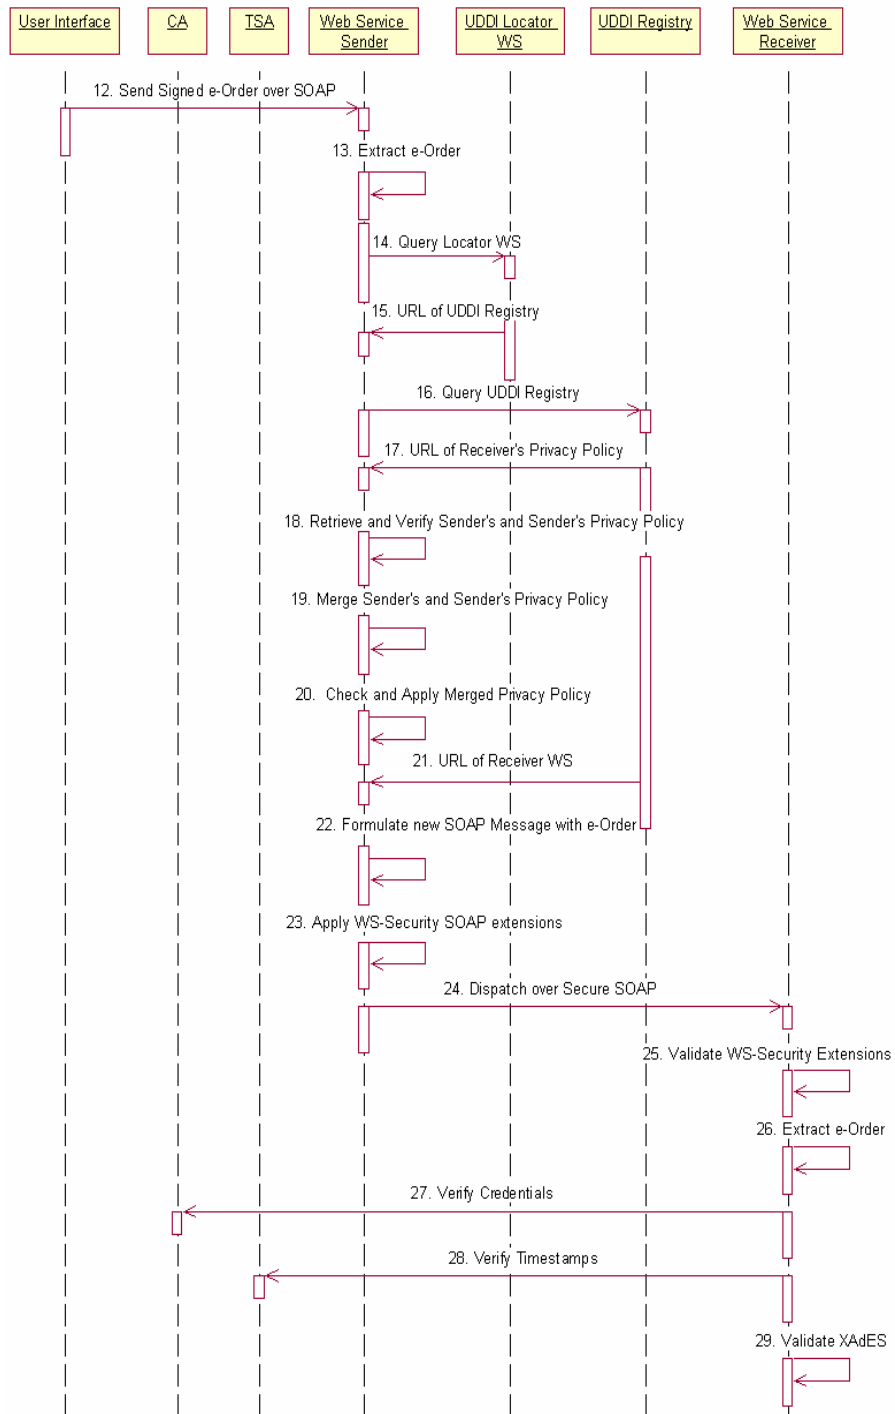 User Interface
CA
TSA
Web Service
Sender
UDDI Locator
WS
UDDI Registry
Web Service
Receiver
12. Send Signed e-Order over SOAP
13. Extract e-Order
14. Query Locator WS
15. URL of UDDI Registry
16. Query UDDI Registry
17. URL of Receiver's Privacy Policy
18. Retrieve and Verify Sender's and Sender's Privacy Policy
19. Merge Sender's and Sender's Privacy Policy
20. Check and Apply Merged Privacy Policy
21. URL of Receiver WS
22. Formulate new SOAP Message with e-Order
23. Apply WS-Security SOAP extensions
24. Dispatch over Secure SOAP
25. Validate WS-Security Extensions
26. Extract e-Order
27. Verify Credentials
28. Verify Timestamps
29. Validate XAdES